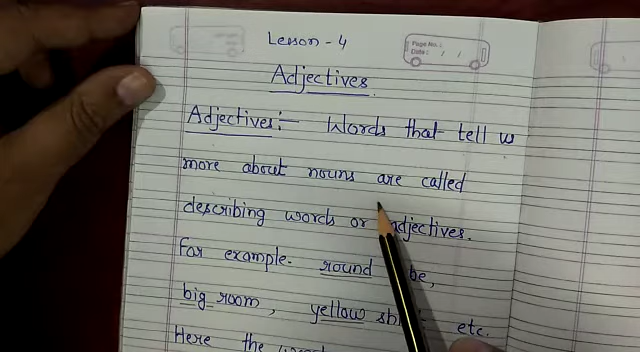 Lesson - 4
Page No.:
Date: / /
Adjectives
Adjectives:- Words that tell us
more about nouns are called
describing words or adjectives.
For example. round
big room, yellow etc.
Here the